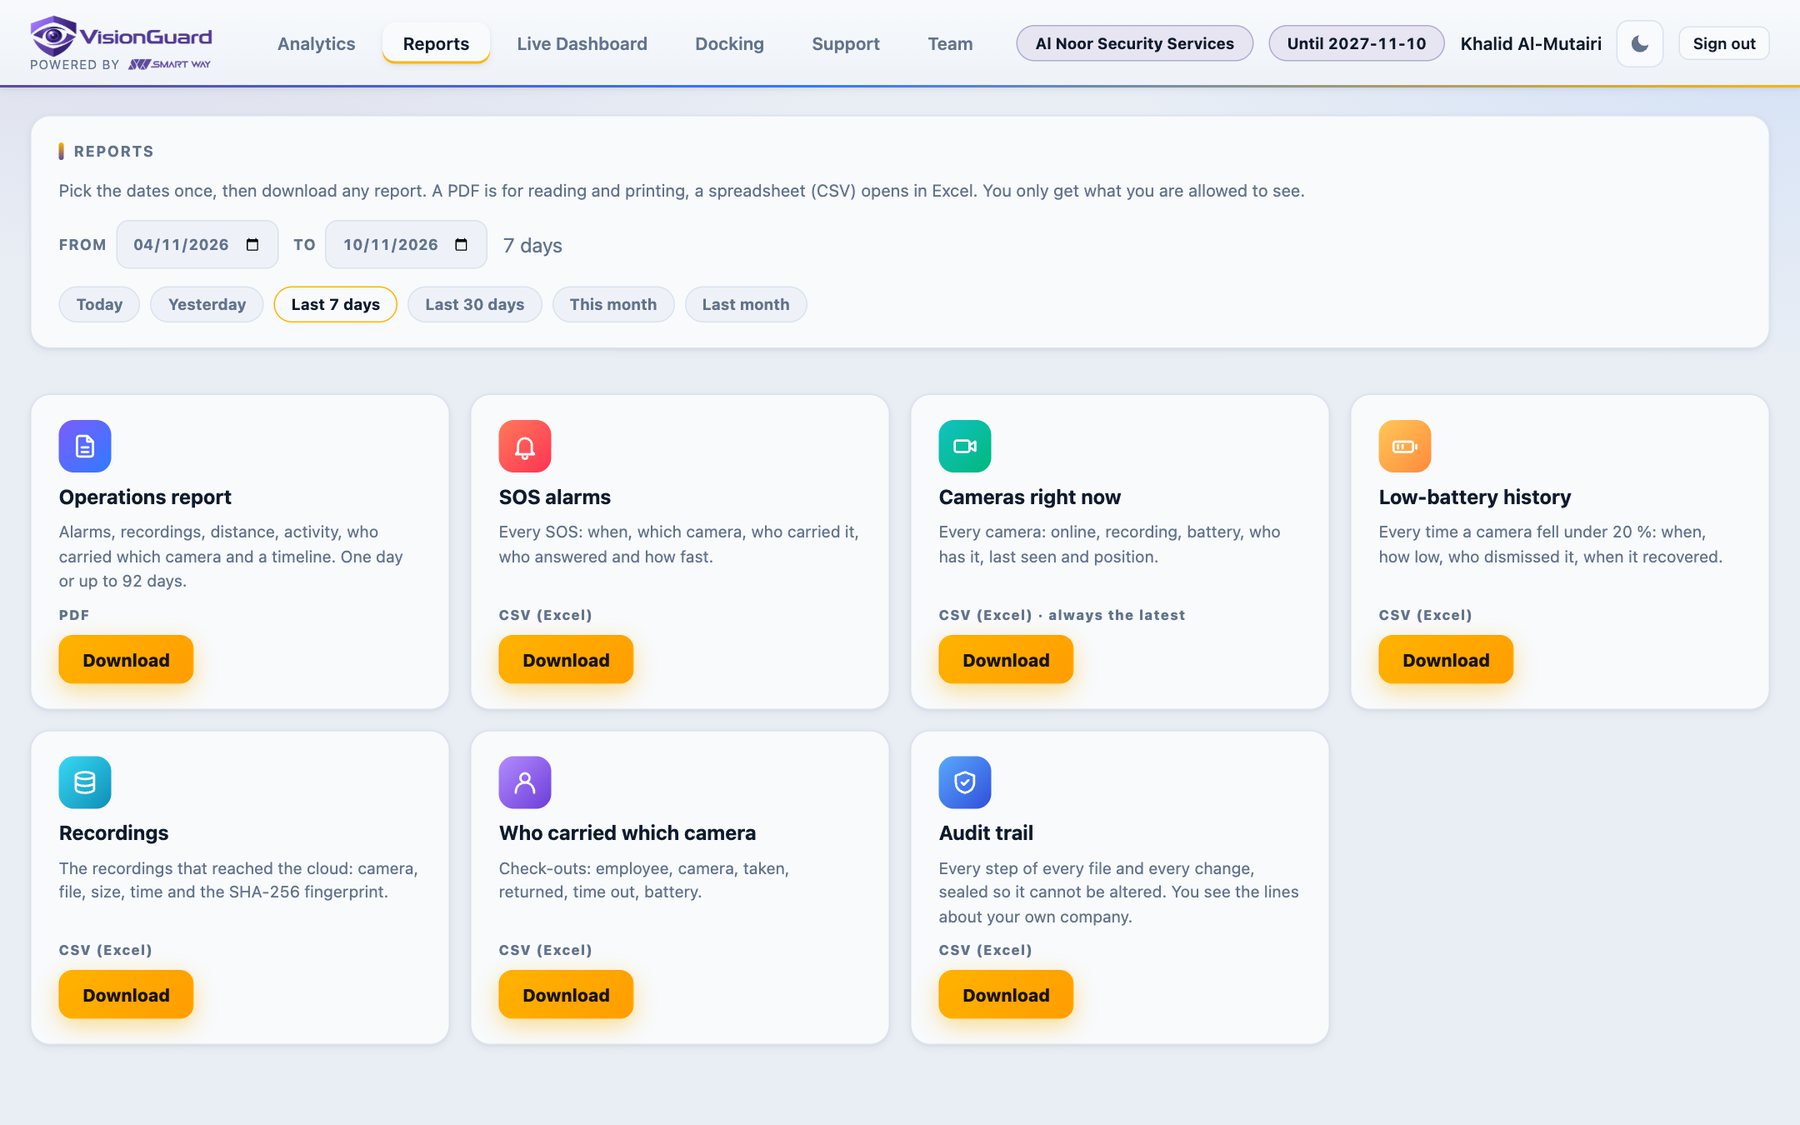 VisionGuard
POWERED BY SMART WAY
Analytics
Reports
Live Dashboard
Docking
Support
Team
Al Noor Security Services
Until 2027-11-10
Khalid Al-Mutairi
Sign out
REPORTS
Pick the dates once, then download any report. A PDF is for reading and printing, a spreadsheet (CSV) opens in Excel. You only get what you are allowed to see.
FROM 04/11/2026 TO 10/11/2026 7 days
Today
Yesterday
Last 7 days
Last 30 days
This month
Last month
Operations report
Alarms, recordings, distance, activity, who
carried which camera and a timeline. One day
or up to 92 days.
PDF
Download
SOS alarms
Every SOS: when, which camera, who carried it,
who answered and how fast.
CSV (Excel)
Download
Cameras right now
Every camera: online, recording, battery, who
has it, last seen and position.
CSV (Excel) · always the latest
Download
Low-battery history
Every time a camera fell under 20 %: when,
how low, who dismissed it, when it recovered.
CSV (Excel)
Download
Recordings
The recordings that reached the cloud: camera,
file, size, time and the SHA-256 fingerprint.
CSV (Excel)
Download
Who carried which camera
Check-outs: employee, camera, taken,
returned, time out, battery.
CSV (Excel)
Download
Audit trail
Every step of every file and every change,
sealed so it cannot be altered. You see the lines
about your own company.
CSV (Excel)
Download